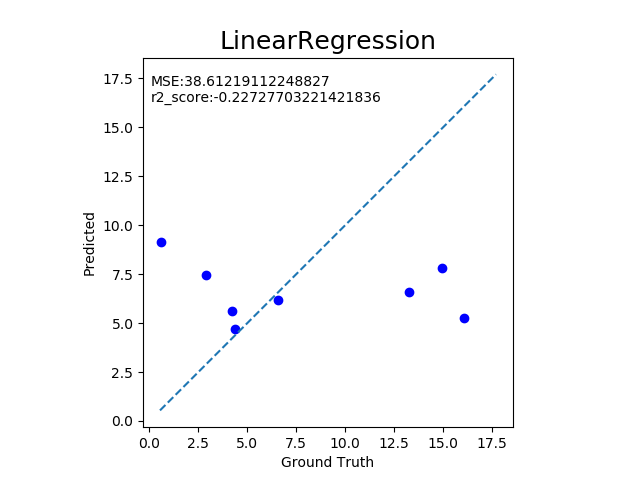 LinearRegression
MSE:38.61219112248827
r2_score:-0.22727703221421836
17.5
15.0
12.5
10.0
7.5
5.0
2.5
0.0
Predicted
0.0 2.5 5.0 7.5 10.0 12.5 15.0 17.5
Ground Truth